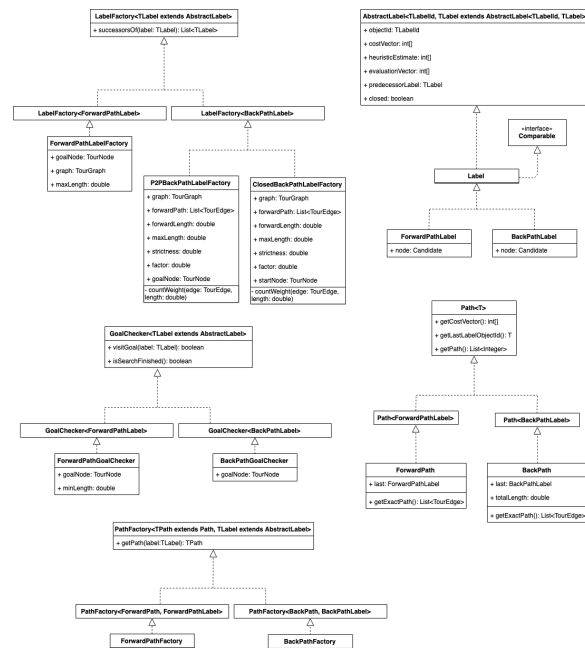 LabelFactory<TLabel extends AbstractLabel>
+ successorsOf(label: TLabel): List<TLabel>
LabelFactory<ForwardPathLabel>
LabelFactory<BackPathLabel>
ForwardPathLabelFactory
+ goalNode: TourNode
+ graph: TourGraph
+ maxLength: double
P2PBackPathLabelFactory
+ graph: TourGraph
+ forwardPath: List<TourEdge>
+ forwardLength: double
+ maxLength: double
+ strictness: double
+ factor: double
+ goalNode: TourNode
- countWeight(edge: TourEdge,
length: double)
ClosedBackPathLabelFactory
+ graph: TourGraph
+ forwardPath: List<TourEdge>
+ forwardLength: double
+ maxLength: double
+ strictness: double
+ factor: double
+ startNode: TourNode
- countWeight(edge: TourEdge,
length: double)
AbstractLabel<TLabelId, TLabel extends AbstractLabel<TLabelId, TLabel>
+ objectId: TLabelId
+ costVector: int[]
+ heuristicEstimate: int[]
+ evaluationVector: int[]
+ predecessorLabel: TLabel
+ closed: boolean
«interface»
Comparable
Label
ForwardPathLabel
+ node: Candidate
BackPathLabel
+ node: Candidate
GoalChecker<TLabel extends AbstractLabel>
+ visitGoal(label: TLabel): boolean
+ isSearchFinished(): boolean
GoalChecker<ForwardPathLabel>
GoalChecker<BackPathLabel>
ForwardPathGoalChecker
+ goalNode: TourNode
+ minLength: double
BackPathGoalChecker
+ goalNode: TourNode
Path<T>
+ getCostVector(): int[]
+ getLastLabelObjectId(): T
+ getPath(): List<Integer>
Path<ForwardPathLabel>
Path<BackPathLabel>
ForwardPath
+ last: ForwardPathLabel
+ getExactPath(): List<TourEdge>
BackPath
+ last: BackPathLabel
+ totalLength: double
+ getExactPath(): List<TourEdge>
PathFactory<TPath extends Path, TLabel extends AbstractLabel>
+ getPath(label:TLabel): TPath
PathFactory<ForwardPath, ForwardPathLabel>
PathFactory<BackPath, BackPathLabel>
ForwardPathFactory
BackPathFactory